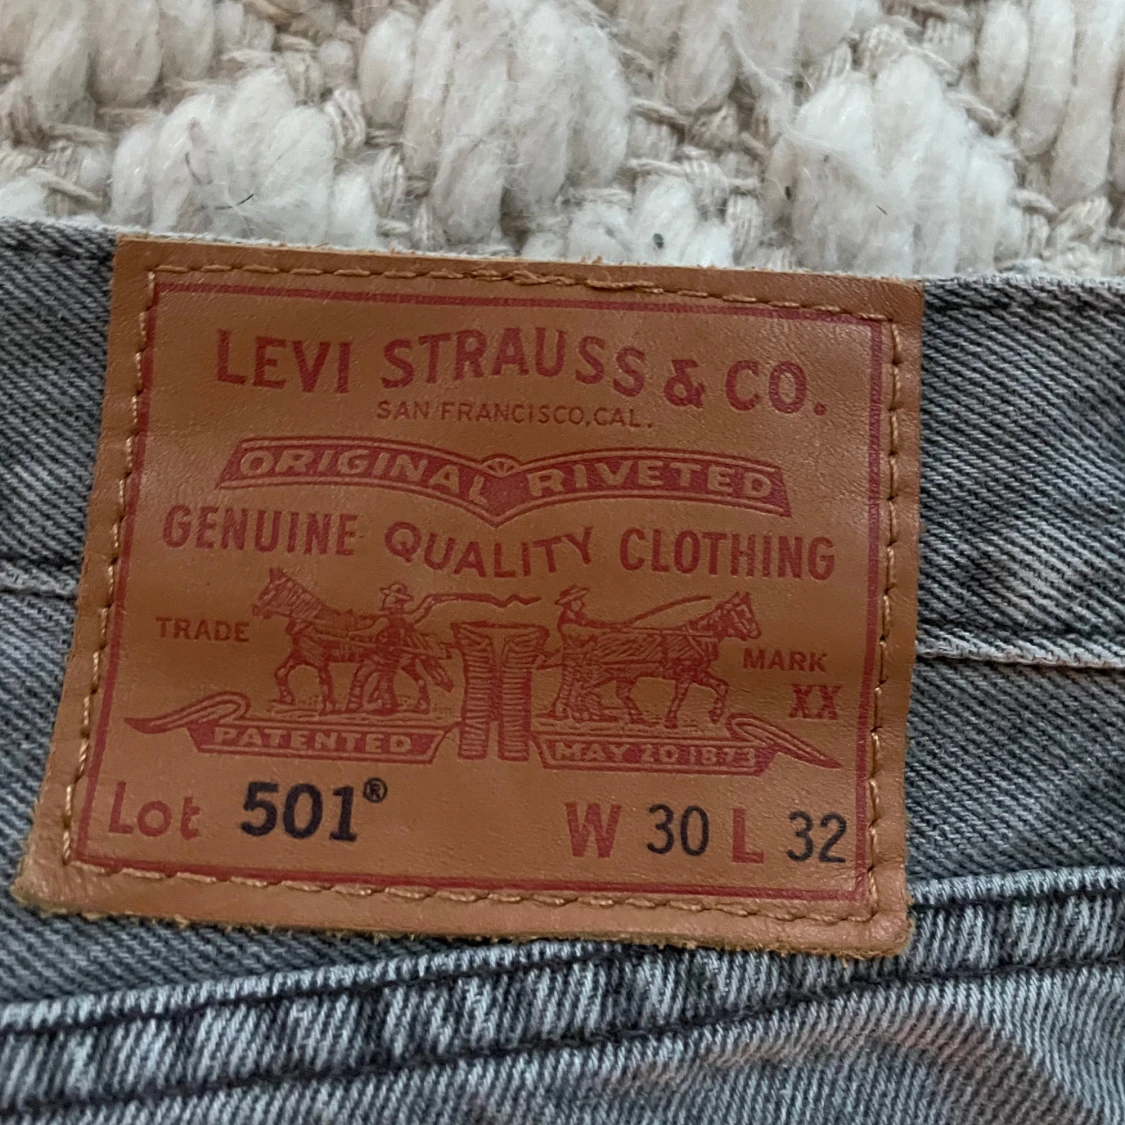 LEVI STRAUSS & CO.
SAN FRANCISCO, CAL.
ORIGINAL RIVETED
GENUINE QUALITY CLOTHING
TRADE MARK
XX
PATENTED MAY 20 1873
Lot 501® W 30 L 32